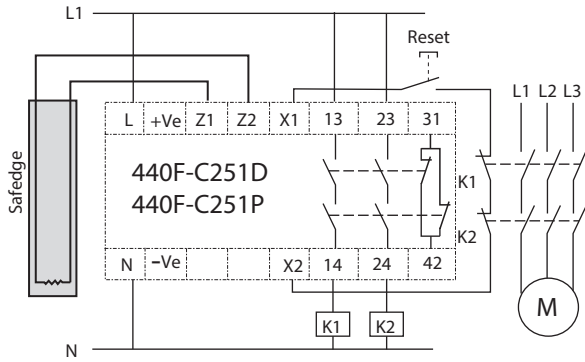 L1
Reset
L1 L2 L3
L +Ve Z1 Z2 X1 13 23 31
Safedge
440F-C251D
440F-C251P
K1
K2
N −Ve X2 14 24 42
K1 K2
M
N